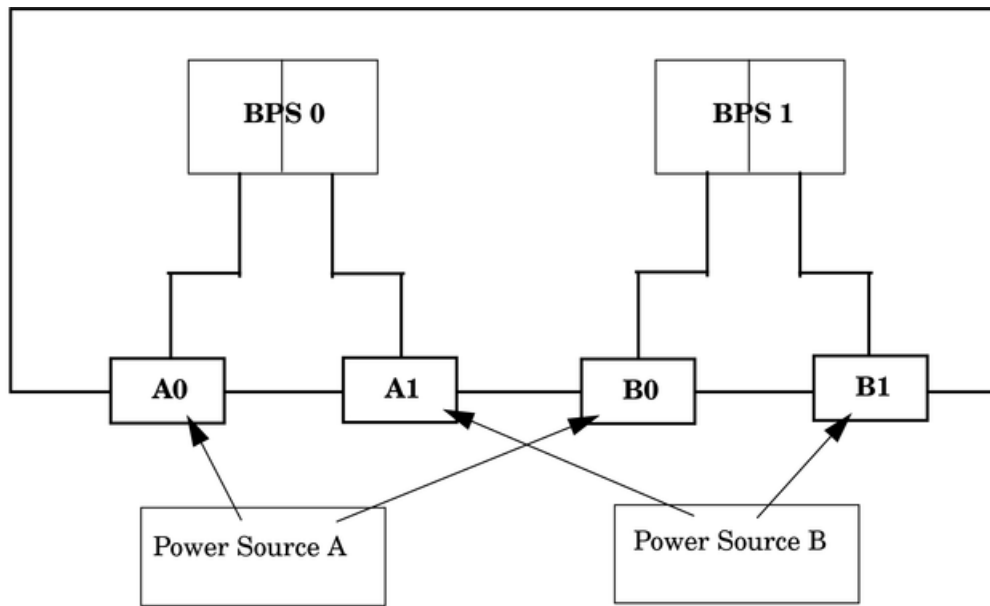 BPS 0
BPS 1
A0
A1
B0
B1
Power Source A
Power Source B